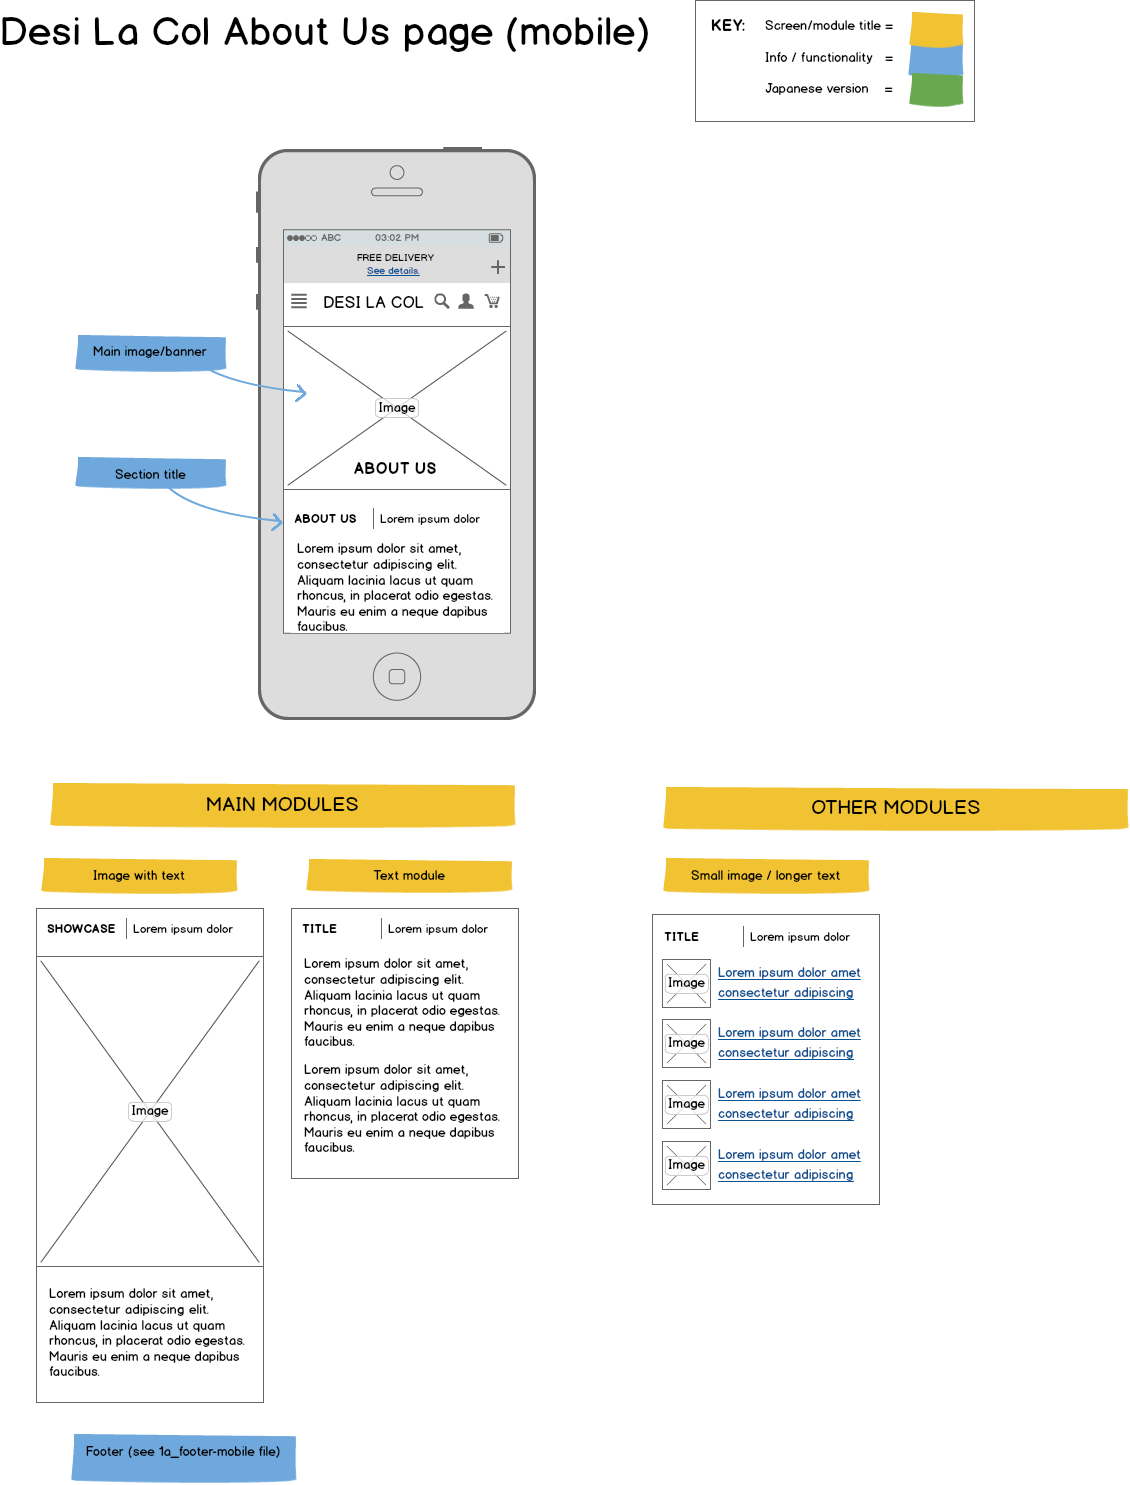 Desi La Col About Us page (mobile)
KEY:
Screen/module title =
Info / functionality =
Japanese version =
ABC 03:02 PM
FREE DELIVERY
See details.
DESI LA COL
Main image/banner
Image
ABOUT US
Section title
ABOUT US Lorem ipsum dolor
Lorem ipsum dolor sit amet,
consectetur adipiscing elit.
Aliquam lacinia lacus ut quam
rhoncus, in placerat odio egestas.
Mauris eu enim a neque dapibus
faucibus.
MAIN MODULES
Image with text
SHOWCASE Lorem ipsum dolor
Image
Lorem ipsum dolor sit amet,
consectetur adipiscing elit.
Aliquam lacinia lacus ut quam
rhoncus, in placerat odio egestas.
Mauris eu enim a neque dapibus
faucibus.
Text module
TITLE Lorem ipsum dolor
Lorem ipsum dolor sit amet,
consectetur adipiscing elit.
Aliquam lacinia lacus ut quam
rhoncus, in placerat odio egestas.
Mauris eu enim a neque dapibus
faucibus.
Lorem ipsum dolor sit amet,
consectetur adipiscing elit.
Aliquam lacinia lacus ut quam
rhoncus, in placerat odio egestas.
Mauris eu enim a neque dapibus
faucibus.
OTHER MODULES
Small image / longer text
TITLE Lorem ipsum dolor
Image
Lorem ipsum dolor amet
consectetur adipiscing
Image
Lorem ipsum dolor amet
consectetur adipiscing
Image
Lorem ipsum dolor amet
consectetur adipiscing
Image
Lorem ipsum dolor amet
consectetur adipiscing
Footer (see 1a_footer-mobile file)